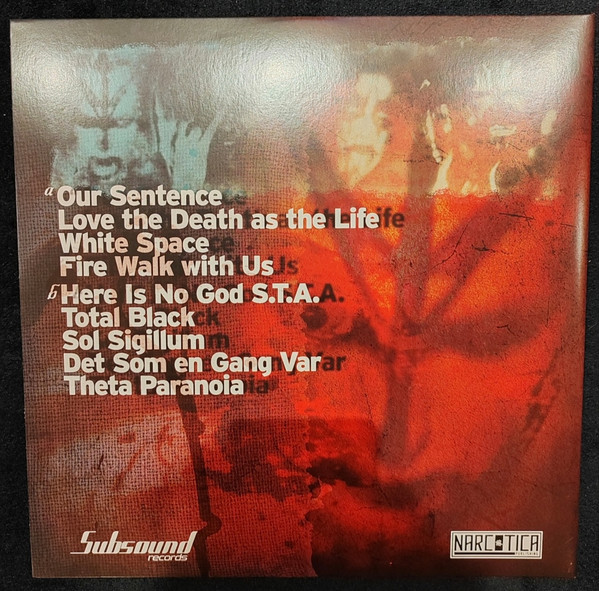 a Our Sentence
Love the Death as the Life
White Space
Fire Walk with Us
b Here Is No God S.T.A.
Total Black
Sol Sigillum
Det Som en Gang Var
Theta Paranoia
Subsound
records
NARCOTICA